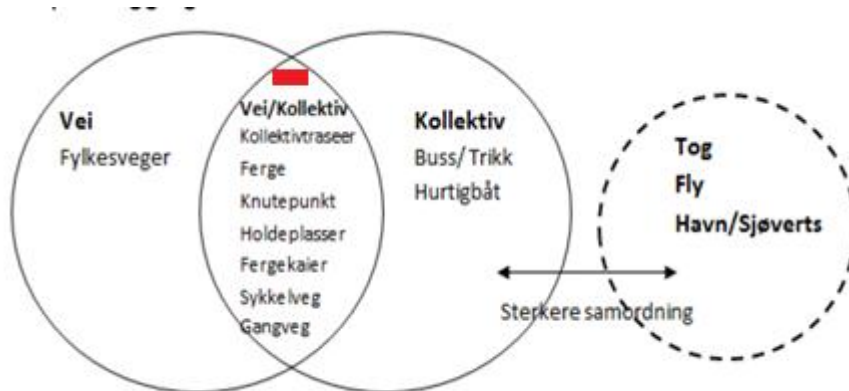 Vei
Fylkesveger
Vei/Kollektiv
Kollektivtraseer
Ferge
Knutepunkt
Holdeplasser
Fergekaier
Sykkelveg
Gangveg
Kollektiv
Buss/ Trikk
Hurtigbåt
Tog
Fly
Havn/Sjøverts
Sterkere samordning